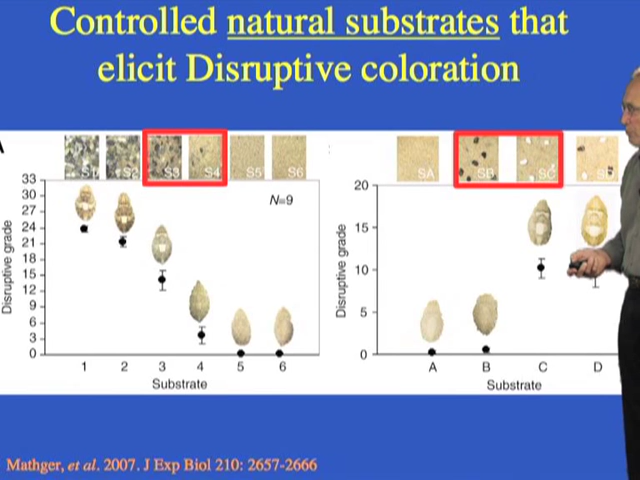 Controlled natural substrates that
elicit Disruptive coloration
A
S1 S2 S3 S4 S5 S6
33
30
27
24
21
18
15
12
9
6
3
0
Disruptive grade
N=9
1 2 3 4 5 6
Substrate
SA SB SC
20
15
10
5
0
Disruptive grade
A B C D
Substrate
Mathger, et al. 2007. J Exp Biol 210: 2657-2666